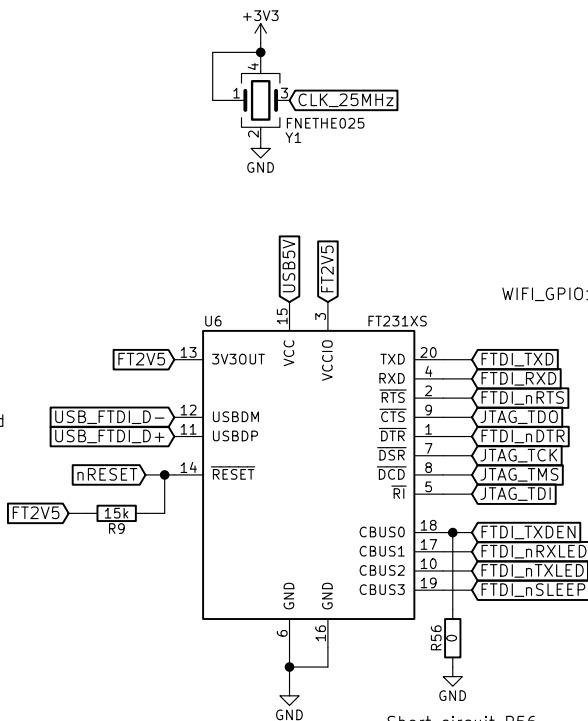 +3V3
4
1
3
CLK_25MHz
FNETHE025
Y1
2
GND
USB5V
FT2V5
WIFI_GPIO
15
3
U6
FT231XS
VCC
VCCIO
FT2V5
13
3V3OUT
TXD
20
FTDI_TXD
RXD
4
FTDI_RXD
RTS
2
FTDI_nRTS
USB_FTDI_D-
12
USBDM
CTS
9
JTAG_TDO
USB_FTDI_D+
11
USBDP
DTR
1
FTDI_nDTR
DSR
7
JTAG_TCK
nRESET
14
RESET
DCD
8
JTAG_TMS
RI
5
JTAG_TDI
FT2V5
15k
R9
CBUS0
18
FTDI_TXDEN
CBUS1
17
FTDI_nRXLED
CBUS2
10
FTDI_nTXLED
CBUS3
19
FTDI_nSLEEP
GND
GND
6
16
R56
0
GND
GND
Short circuit R56